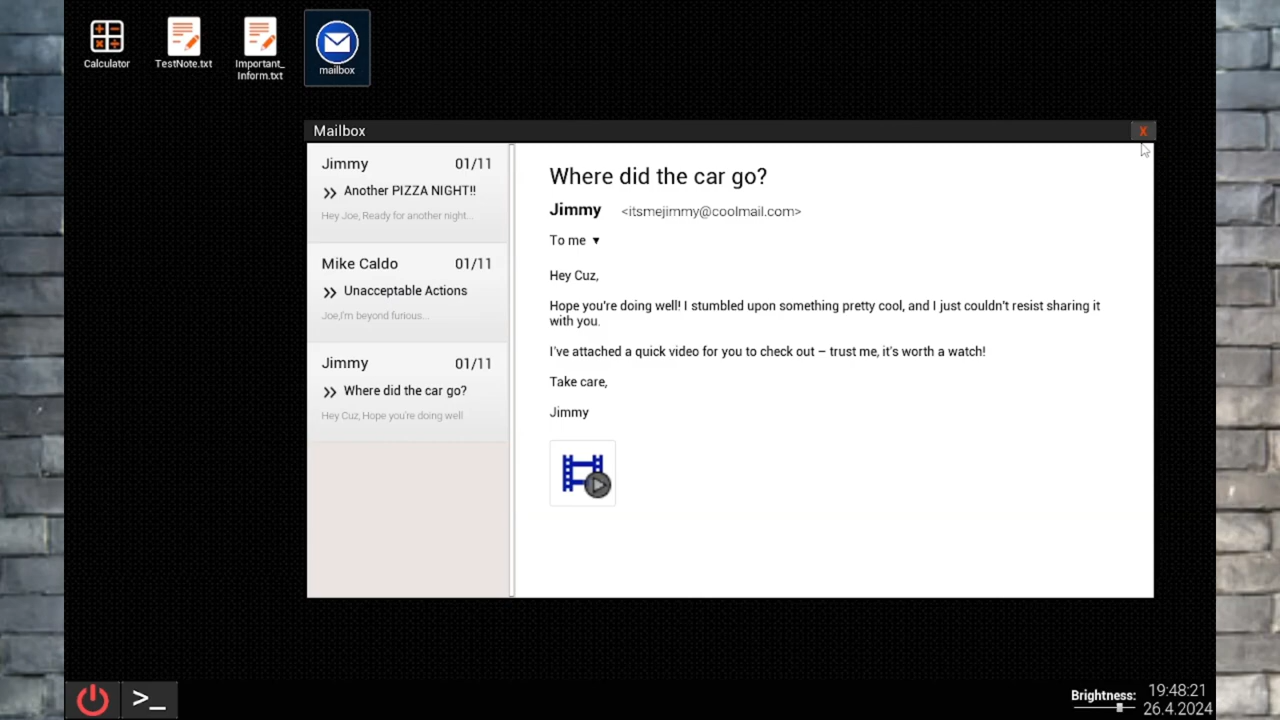 Calculator
TestNote.txt
Important_
Inform.txt
mailbox
Mailbox
X
Jimmy 01/11
>> Another PIZZA NIGHT!!
Hey Joe, Ready for another night...
Mike Caldo 01/11
>> Unacceptable Actions
Joe,I'm beyond furious...
Jimmy 01/11
>> Where did the car go?
Hey Cuz, Hope you're doing well
Where did the car go?
Jimmy <itsmejimmy@coolmail.com>
To me ▼
Hey Cuz,
Hope you're doing well! I stumbled upon something pretty cool, and I just couldn't resist sharing it
with you.
I've attached a quick video for you to check out – trust me, it's worth a watch!
Take care,
Jimmy
>_
Brightness:
19:48:21
26.4.2024